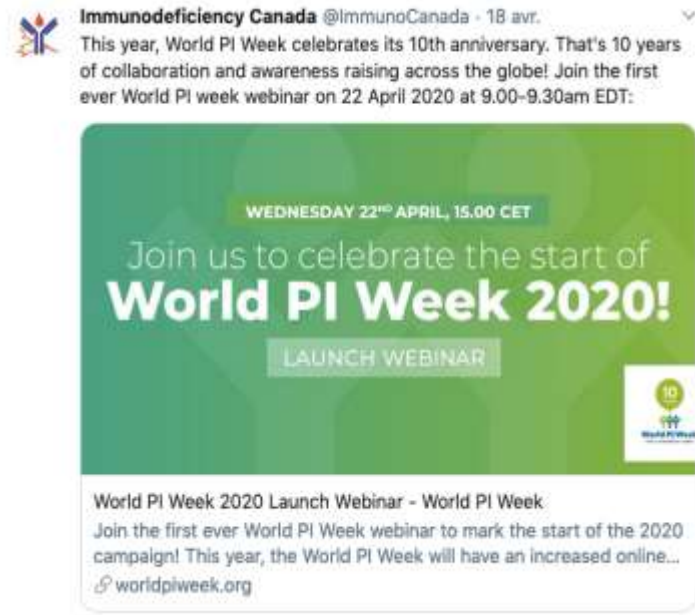 Immunodeficiency Canada @ImmunoCanada · 18 avr.
This year, World PI Week celebrates its 10th anniversary. That's 10 years
of collaboration and awareness raising across the globe! Join the first
ever World PI week webinar on 22 April 2020 at 9.00-9.30am EDT:
WEDNESDAY 22ND APRIL, 15.00 CET
Join us to celebrate the start of
World PI Week 2020!
LAUNCH WEBINAR
10
World PI Week
World PI Week 2020 Launch Webinar - World PI Week
Join the first ever World PI Week webinar to mark the start of the 2020
campaign! This year, the World PI Week will have an increased online...
worldpiweek.org